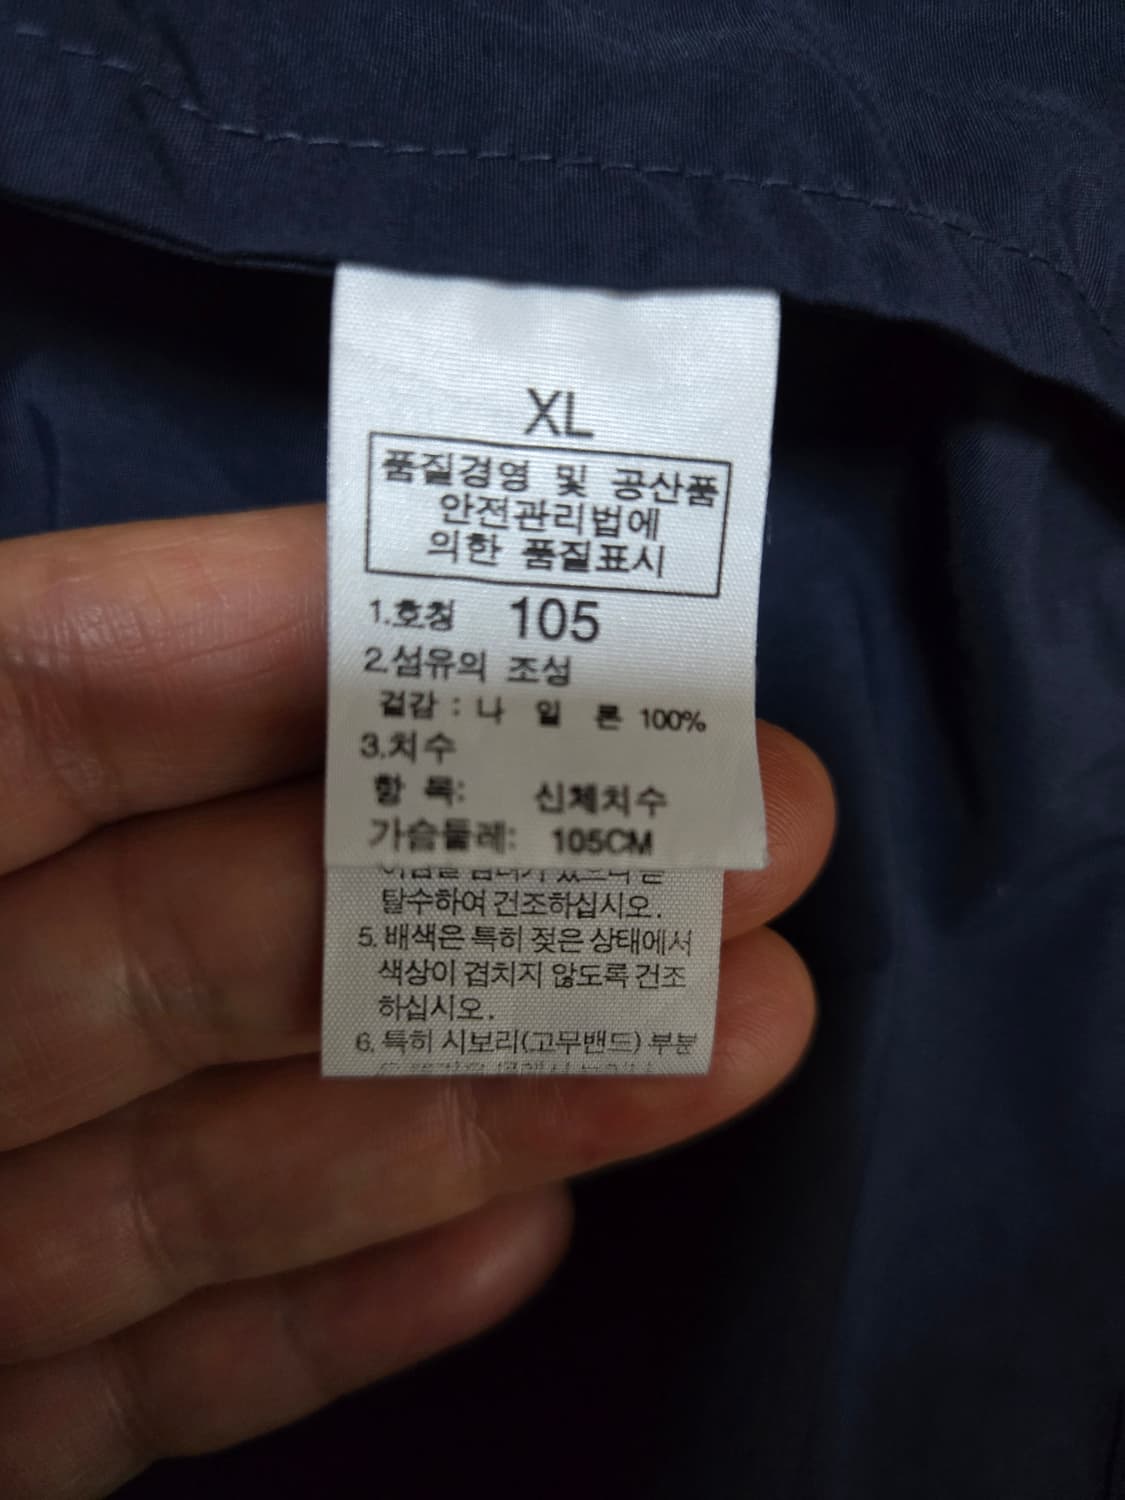 XL
품질경영 및 공산품
안전관리법에
의한 품질표시
1.호칭 105
2.섬유의 조성
겉감 : 나 일 론 100%
3.치수
항 목: 신체치수
가슴둘레: 105CM
탈수하여 건조하십시오.
5. 배색은 특히 젖은 상태에서
색상이 겹치지 않도록 건조
하십시오.
6. 특히 시보리(고무밴드) 부분